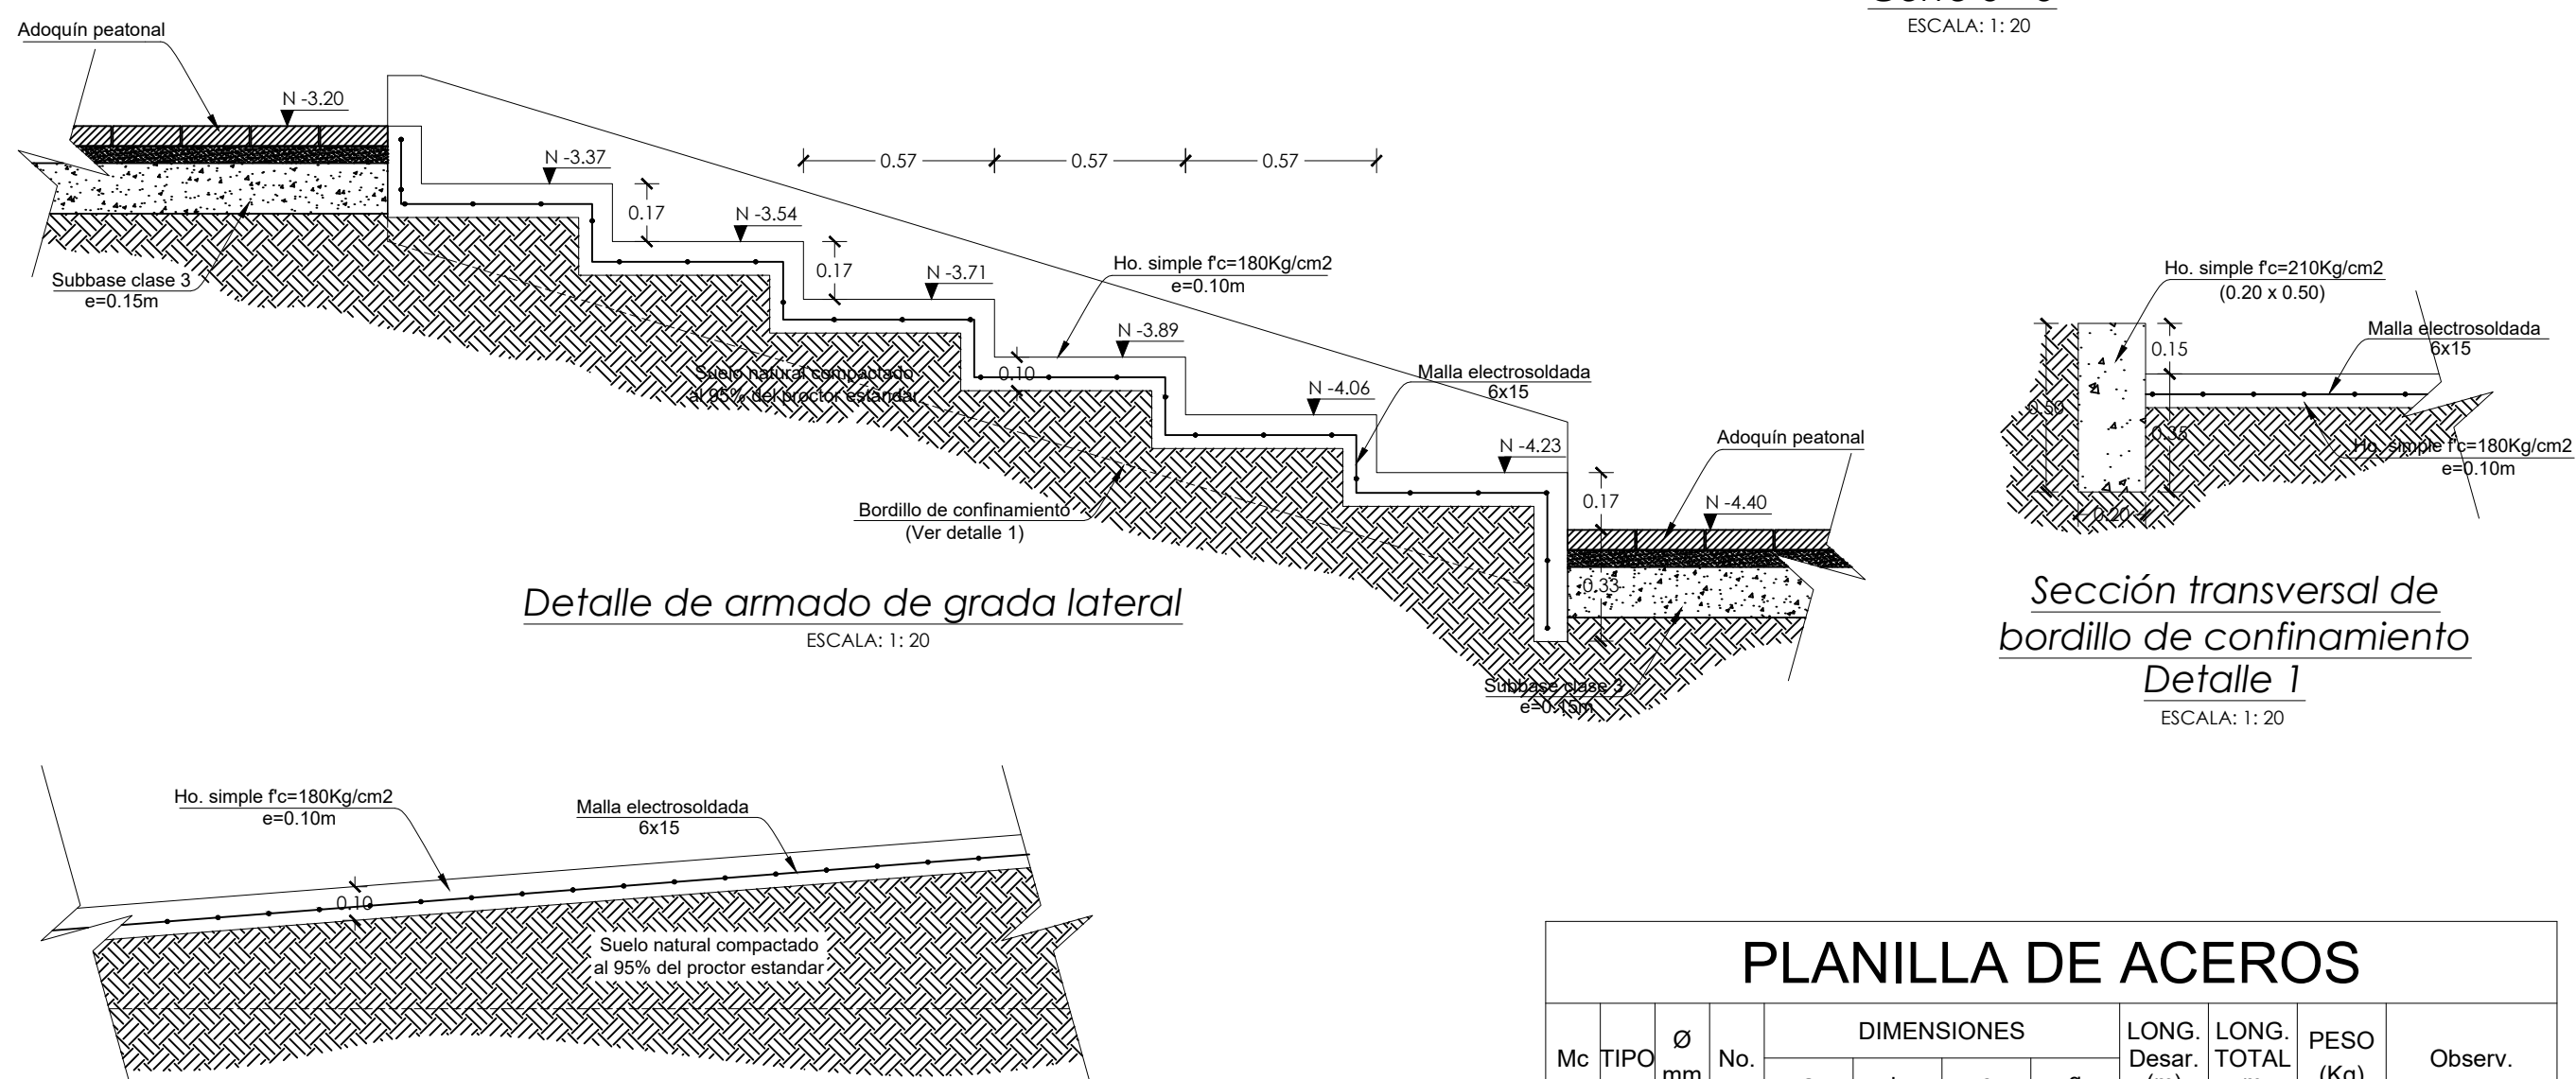 ESCALA: 1: 20
Adoquín peatonal
N -3.20
N -3.37
0.17
N -3.54
0.17
N -3.71
0.57
0.57
0.57
Ho. simple f'c=180Kg/cm2
e=0.10m
N -3.89
0.10
N -4.06
Malla electrosoldada
6x15
N -4.23
0.17
Adoquín peatonal
N -4.40
0.33
Subbase clase 3
e=0.15m
Suelo natural compactado
al 95% del proctor estandar
Bordillo de confinamiento
(Ver detalle 1)
Subbase clase 3
e=0.15m
Detalle de armado de grada lateral
ESCALA: 1: 20
Ho. simple f'c=210Kg/cm2
(0.20 x 0.50)
Malla electrosoldada
6x15
0.15
0.50
0.35
Ho. simple f'c=180Kg/cm2
e=0.10m
0.20
Sección transversal de
bordillo de confinamiento
Detalle 1
ESCALA: 1: 20
Ho. simple f'c=180Kg/cm2
e=0.10m
Malla electrosoldada
6x15
0.10
Suelo natural compactado
al 95% del proctor estandar
PLANILLA DE ACEROS
Mc TIPO Ø mm No. DIMENSIONES LONG. Desar. LONG. TOTAL PESO (Kg) Observ.